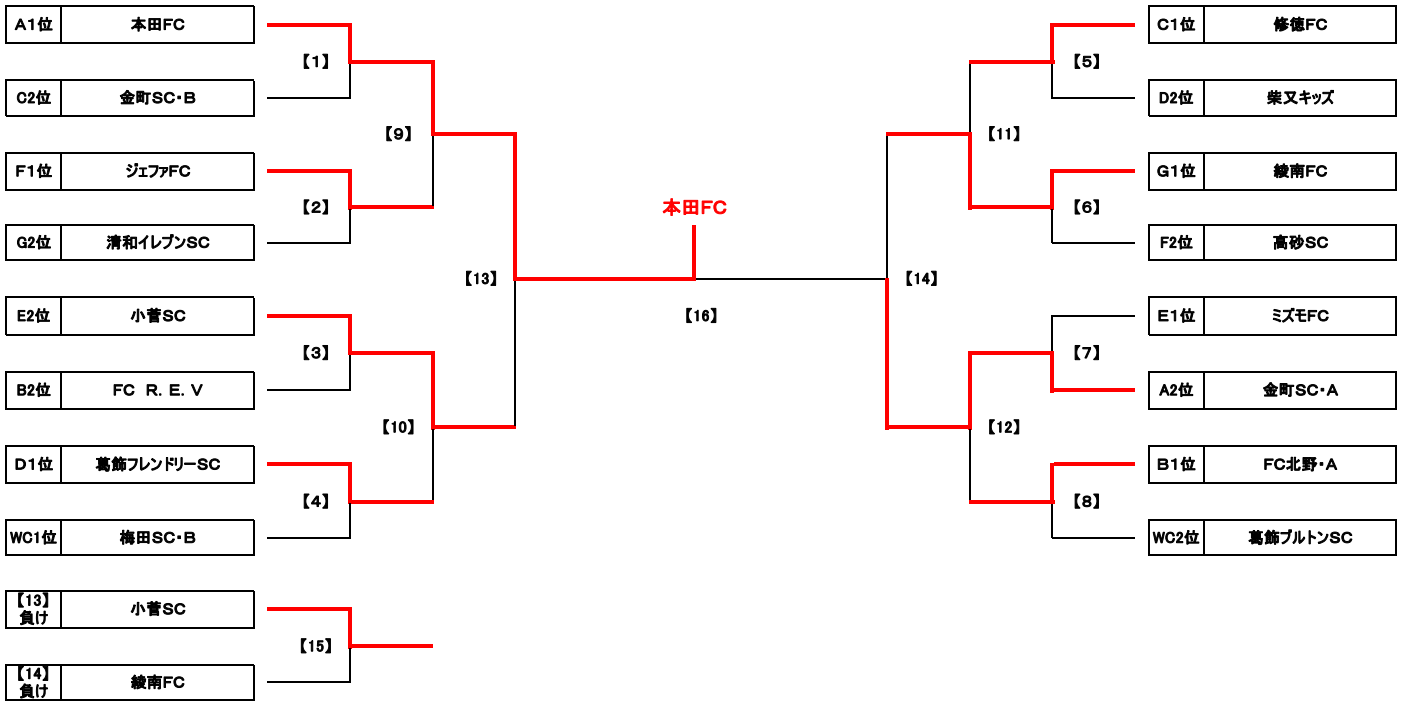 A1位 本田FC
【1】
C2位 金町SC・B
【9】
F1位 ジェファFC
【2】
G2位 清和イレブンSC
【13】
E2位 小菅SC
【3】
B2位 FC R.E.V
【10】
D1位 葛飾フレンドリーSC
【4】
WC1位 梅田SC・B
【13】
負け
小菅SC
【15】
【14】
負け
綾南FC
本田FC
【16】
C1位 修徳FC
【5】
D2位 柴又キッズ
【11】
G1位 綾南FC
【6】
F2位 高砂SC
【14】
E1位 ミズモFC
【7】
A2位 金町SC・A
【12】
B1位 FC北野・A
【8】
WC2位 葛飾ブルトンSC